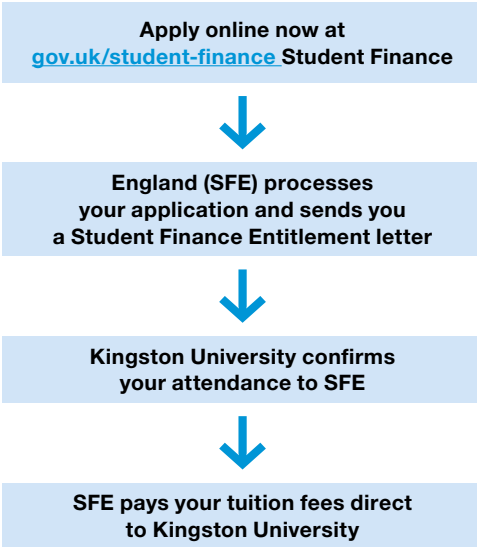 Apply online now at
gov.uk/student-finance Student Finance
England (SFE) processes
your application and sends you
a Student Finance Entitlement letter
Kingston University confirms
your attendance to SFE
SFE pays your tuition fees direct
to Kingston University